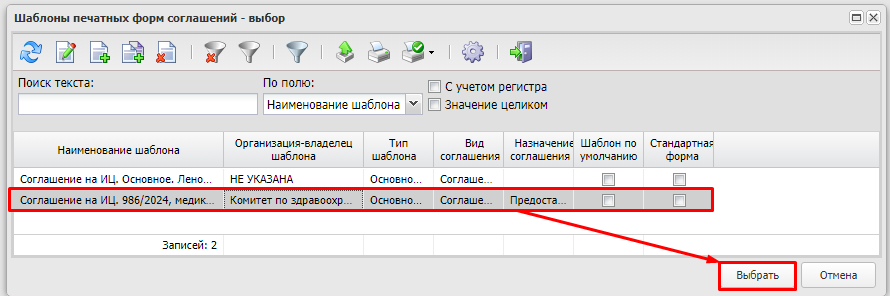 Шаблоны печатных форм соглашений - выбор
Поиск текста:
По полю:
С учетом регистра
Наименование шаблона
Значение целиком
Наименование шаблона
Организация-владелец
шаблона
Тип
шаблона
Вид
соглашения
Назначение
соглашения
Шаблон по
умолчанию
Стандартная
форма
Соглашение на ИЦ. Основное. Лено... НЕ УКАЗАНА Основно... Соглаше...
Соглашение на ИЦ. 986/2024, медик... Комитет по здравоохр... Основно... Соглаше... Предоста...
Записей: 2
Выбрать
Отмена